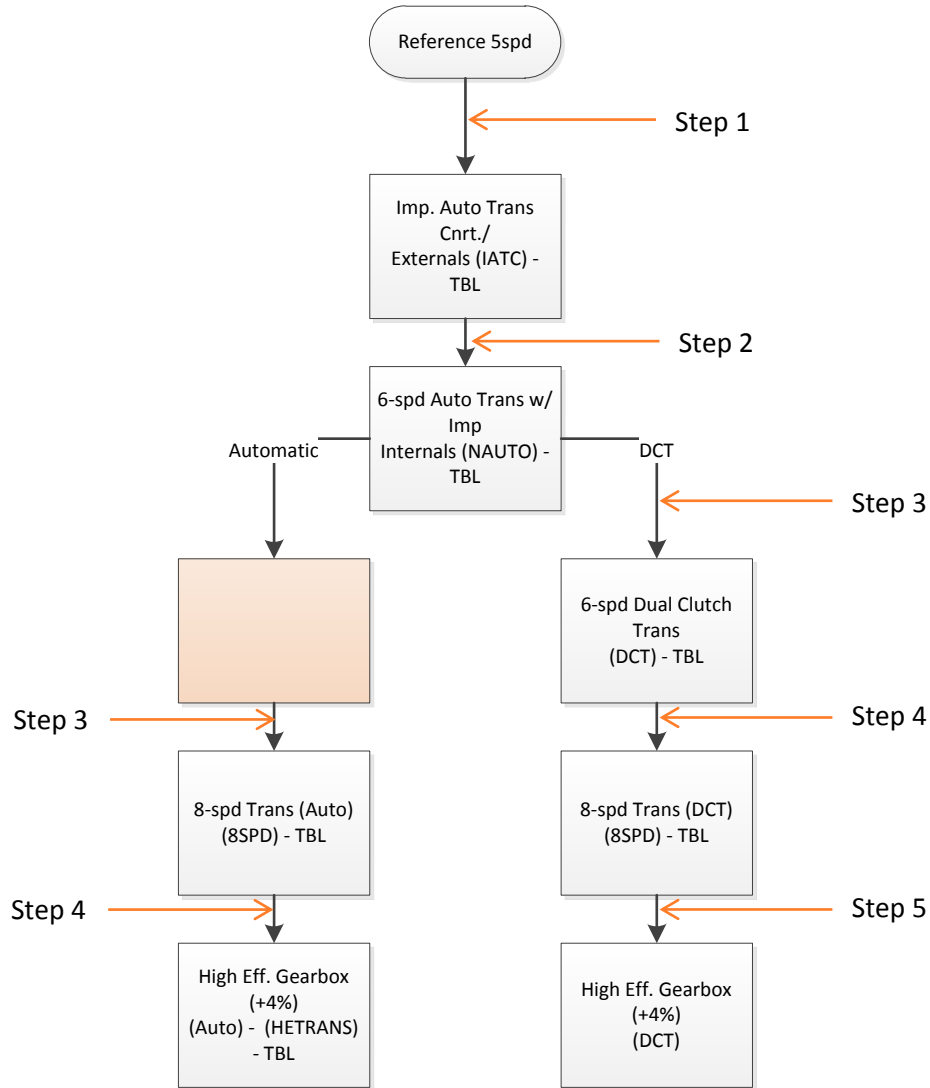 Reference 5spd
Step 1
Imp. Auto Trans
Cnrt./
Externals (IATC) -
TBL
Step 2
6-spd Auto Trans w/
Imp
Internals (NAUTO) -
TBL
Automatic
DCT
Step 3
6-spd Dual Clutch
Trans
(DCT) - TBL
Step 3
Step 4
8-spd Trans (Auto)
(8SPD) - TBL
8-spd Trans (DCT)
(8SPD) - TBL
Step 4
Step 5
High Eff. Gearbox
(+4%)
(Auto) - (HETRANS)
- TBL
High Eff. Gearbox
(+4%)
(DCT)